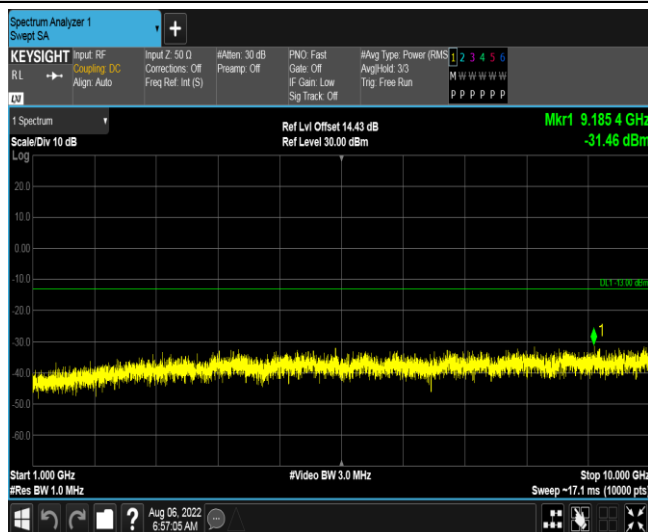 Spectrum Analyzer 1
Swept SA
KEYSIGHT
RL
Input: RF
Coupling: DC
Align: Auto
Input Z: 50 Ω
Corrections: Off
Freq Ref: Int (S)
#Atten: 30 dB
Preamp: Off
PNO: Fast
Gate: Off
IF Gain: Low
Sig Track: Off
#Avg Type: Power (RMS
Avg|Hold: 3/3
Trig: Free Run
1 2 3 4 5 6
M W W W W W
P P P P P P
LXI
1 Spectrum
Scale/Div 10 dB
Ref Lvl Offset 14.43 dB
Ref Level 30.00 dBm
Mkr1 9.185 4 GHz
-31.46 dBm
Log
20.0
10.0
0.00
-10.0
DL1 -13.00 dBm
-20.0
-30.0
1
-40.0
-50.0
-60.0
Start 1.000 GHz
#Res BW 1.0 MHz
#Video BW 3.0 MHz
Stop 10.000 GHz
Sweep ~17.1 ms (10000 pts)
?
Aug 06, 2022
6:57:05 AM